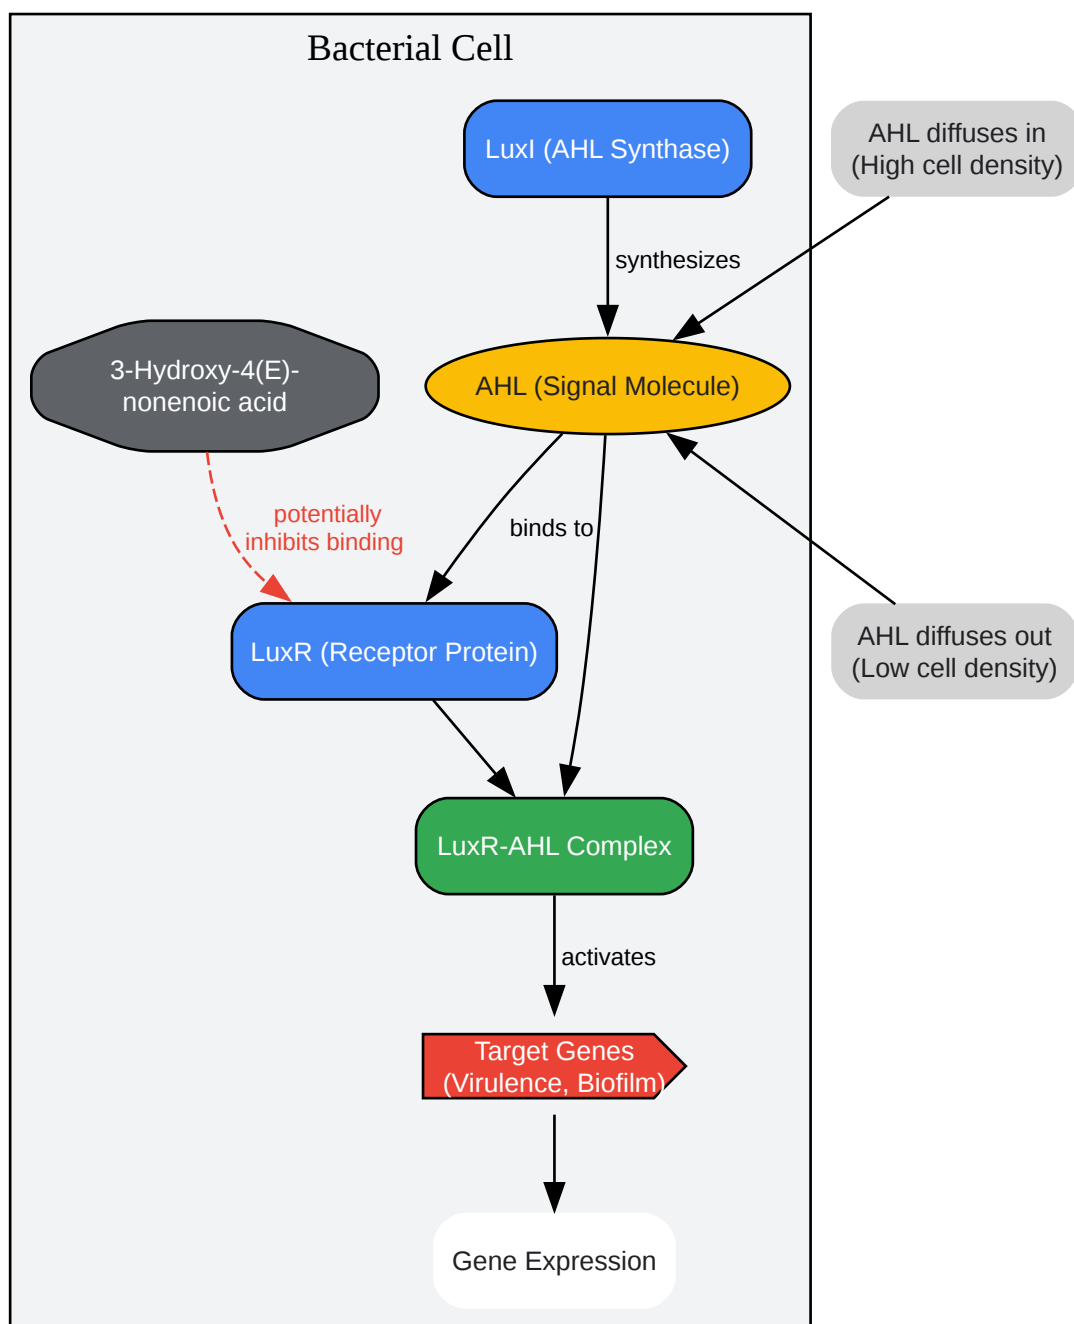 Bacterial Cell
LuxI (AHL Synthase)
AHL diffuses in
(High cell density)
synthesizes
3-Hydroxy-4(E)-
nonenoic acid
AHL (Signal Molecule)
potentially
inhibits binding
binds to
LuxR (Receptor Protein)
AHL diffuses out
(Low cell density)
LuxR-AHL Complex
activates
Target Genes
(Virulence, Biofilm)
Gene Expression